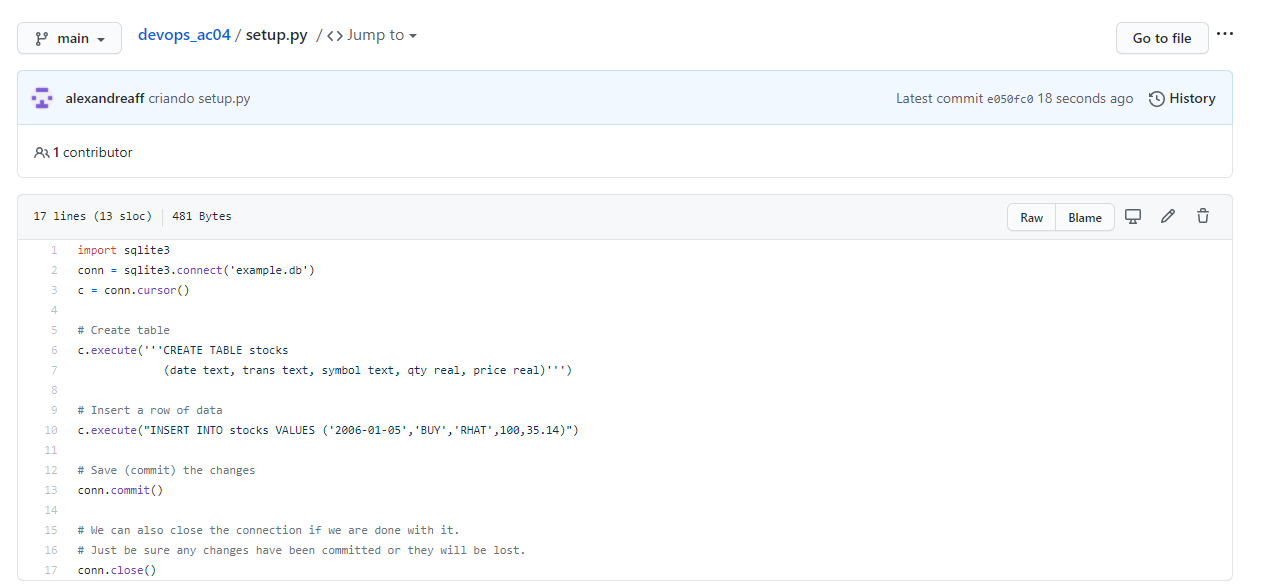 main
devops_ac04 / setup.py / <> Jump to
Go to file
...
alexandreaff criando setup.py
Latest commit e050fc0 18 seconds ago
History
1 contributor
17 lines (13 sloc) 481 Bytes
Raw
Blame
1 import sqlite3
2 conn = sqlite3.connect('example.db')
3 c = conn.cursor()
4
5 # Create table
6 c.execute('''CREATE TABLE stocks
7              (date text, trans text, symbol text, qty real, price real)''')
8
9 # Insert a row of data
10 c.execute("INSERT INTO stocks VALUES ('2006-01-05','BUY','RHAT',100,35.14)")
11
12 # Save (commit) the changes
13 conn.commit()
14
15 # We can also close the connection if we are done with it.
16 # Just be sure any changes have been committed or they will be lost.
17 conn.close()